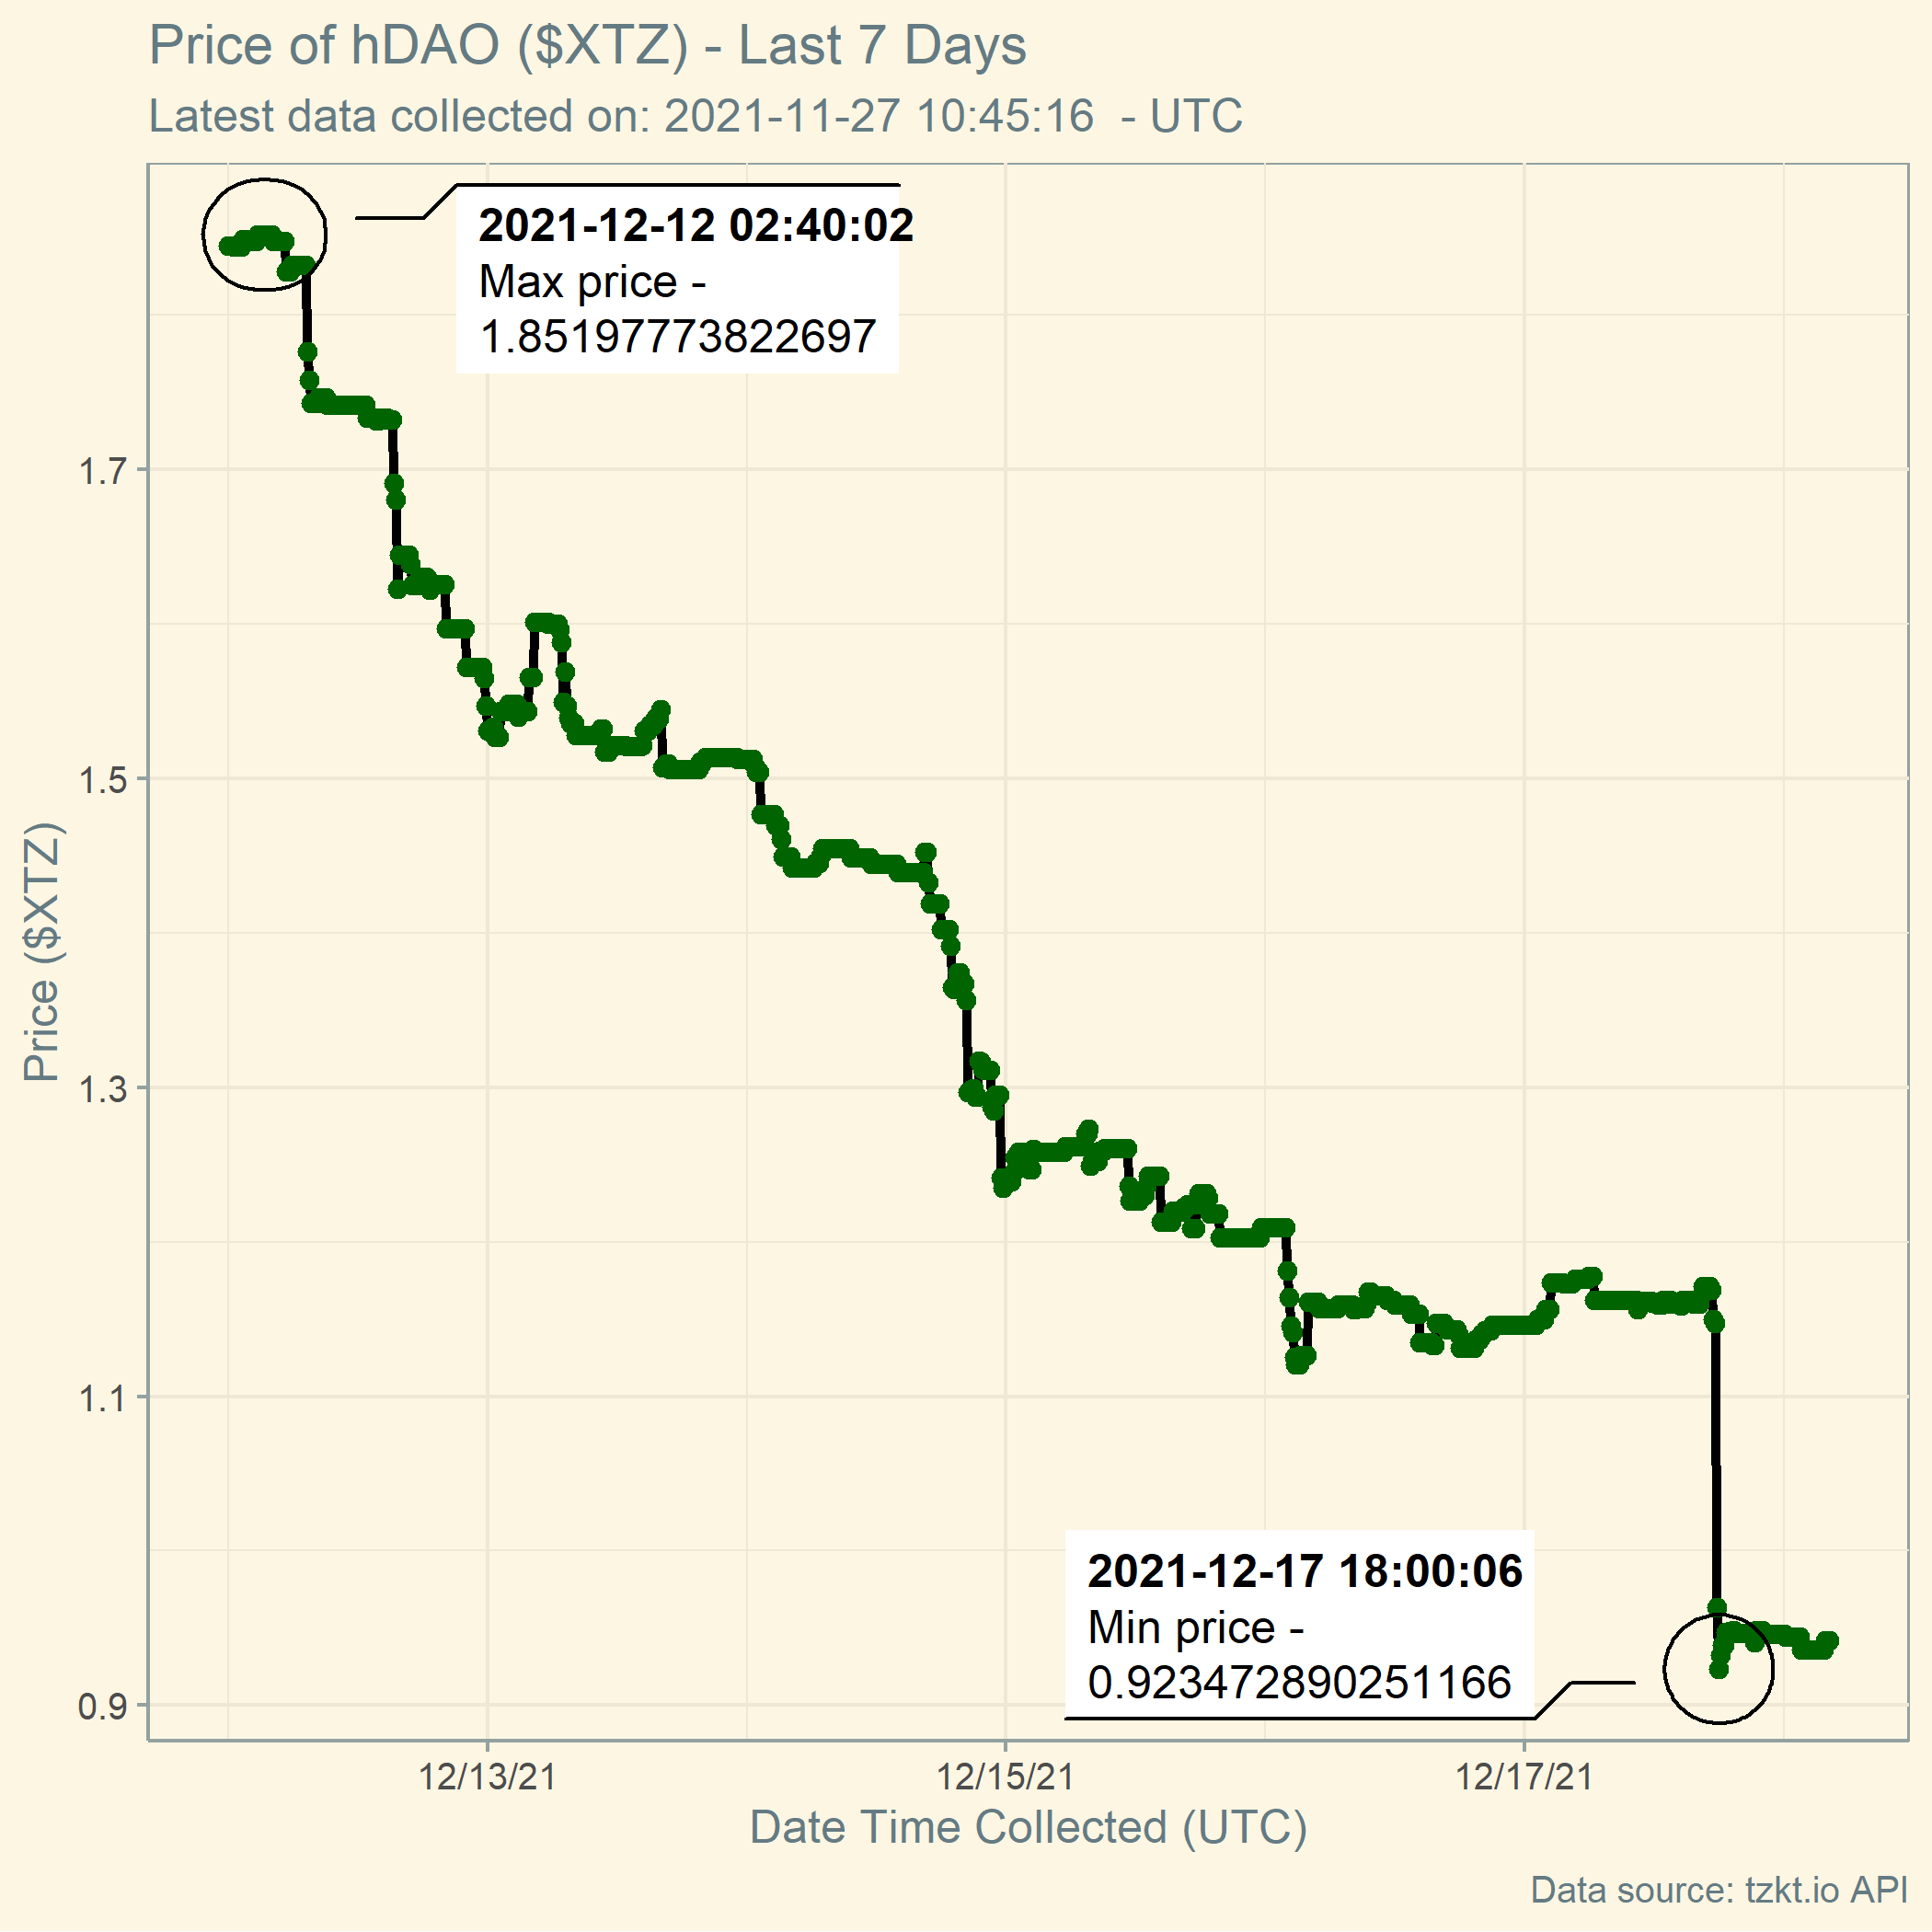 Price of hDAO ($XTZ) - Last 7 Days
Latest data collected on: 2021-11-27 10:45:16  - UTC
2021-12-12 02:40:02
Max price -
1.85197773822697
1.7
1.5
1.3
1.1
0.9
Price ($XTZ)
2021-12-17 18:00:06
Min price -
0.923472890251166
12/13/21
12/15/21
12/17/21
Date Time Collected (UTC)
Data source: tzkt.io API